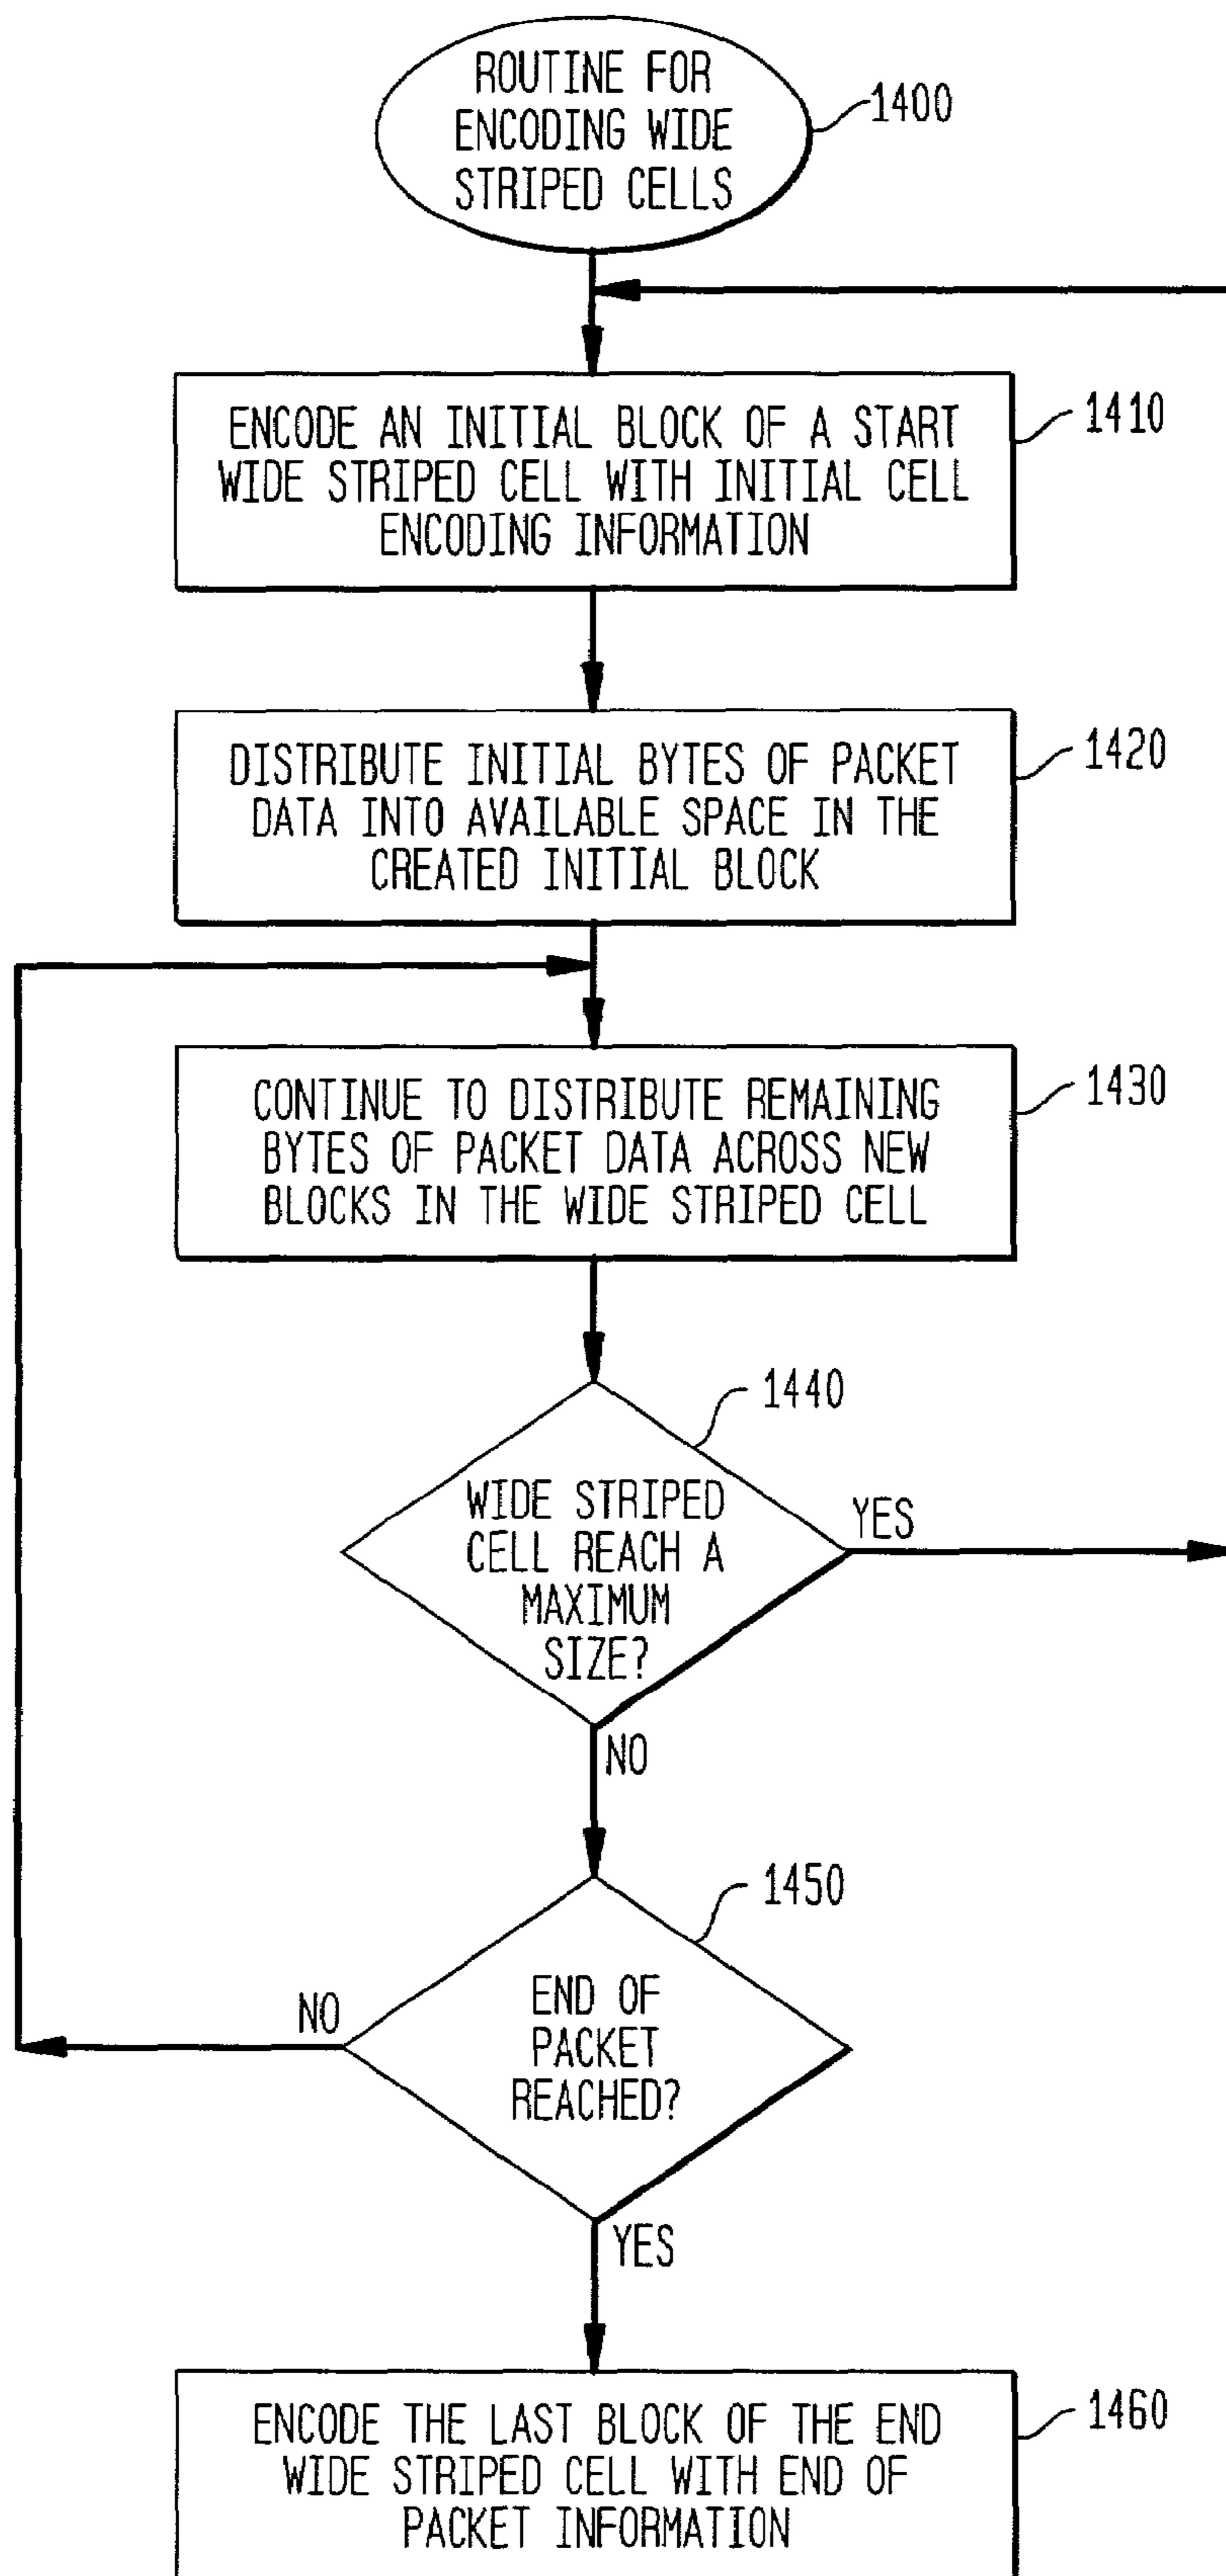 ROUTINE FOR
ENCODING WIDE
STRIPED CELLS
1400
ENCODE AN INITIAL BLOCK OF A START
WIDE STRIPED CELL WITH INITIAL CELL
ENCODING INFORMATION
1410
DISTRIBUTE INITIAL BYTES OF PACKET
DATA INTO AVAILABLE SPACE IN THE
CREATED INITIAL BLOCK
1420
CONTINUE TO DISTRIBUTE REMAINING
BYTES OF PACKET DATA ACROSS NEW
BLOCKS IN THE WIDE STRIPED CELL
1430
1440
WIDE STRIPED
CELL REACH A
MAXIMUM
SIZE?
YES
NO
1450
END OF
PACKET
REACHED?
NO
YES
ENCODE THE LAST BLOCK OF THE END
WIDE STRIPED CELL WITH END OF
PACKET INFORMATION
1460